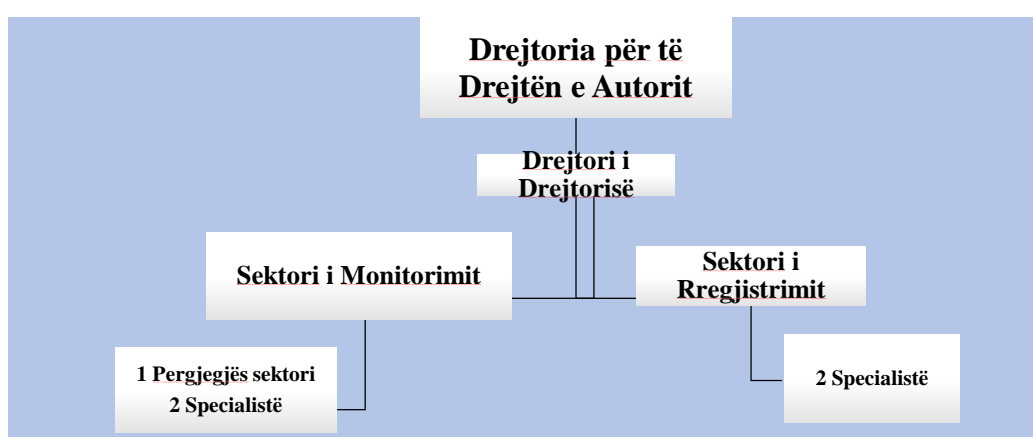 Drejtoria për të
Drejtën e Autorit
Drejtori i
Drejtorisë
Sektori i Monitorimit
Sektori i
Rregjistrimit
1 Pergjegjës sektori
2 Specialistë
2 Specialistë